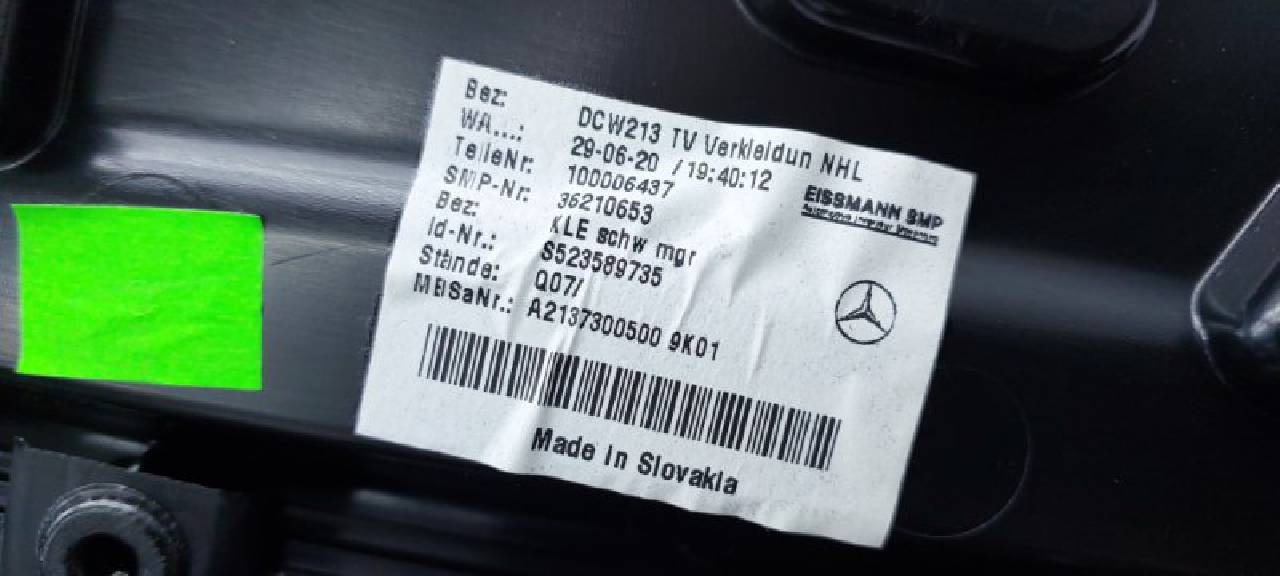 Bez: DCW213 TV Verkleidun NHL
WA...: 29-06-20 /19:40:12
TeileNr: 100006437
SMP-Nr: 36210653
EISSMANN SMP
Bez: KLE schw mgr
Id-Nr.: S523589735
Stände: Q07/
MBSaNr.: A2137300500 9K01
Made in Slovakia